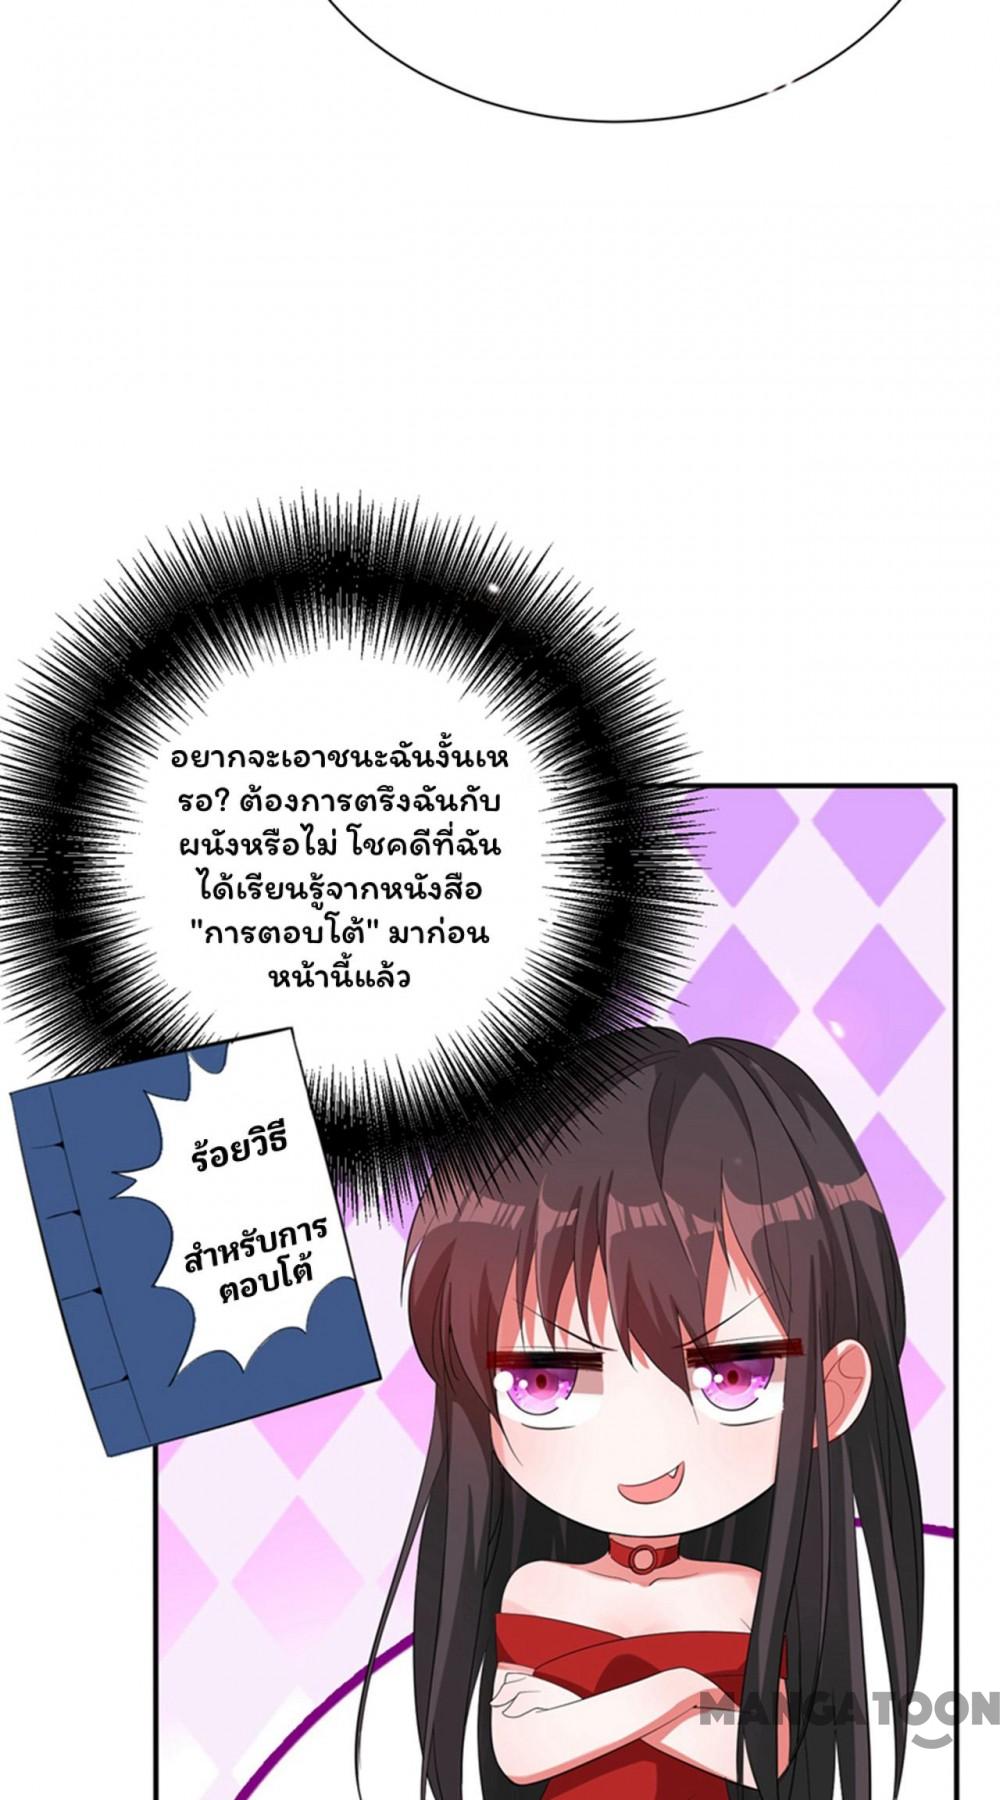 อยากจะเอาชนะฉันงั้นเห
รอ? ต้องการตรึงฉันกับ
ผนังหรือไม่ โชคดีที่ฉัน
ได้เรียนรู้จากหนังสือ
"การตอบโต้" มาก่อน
หน้านี้แล้ว
ร้อยวิธี
สำหรับการ
ตอบโต้
MANGATOON